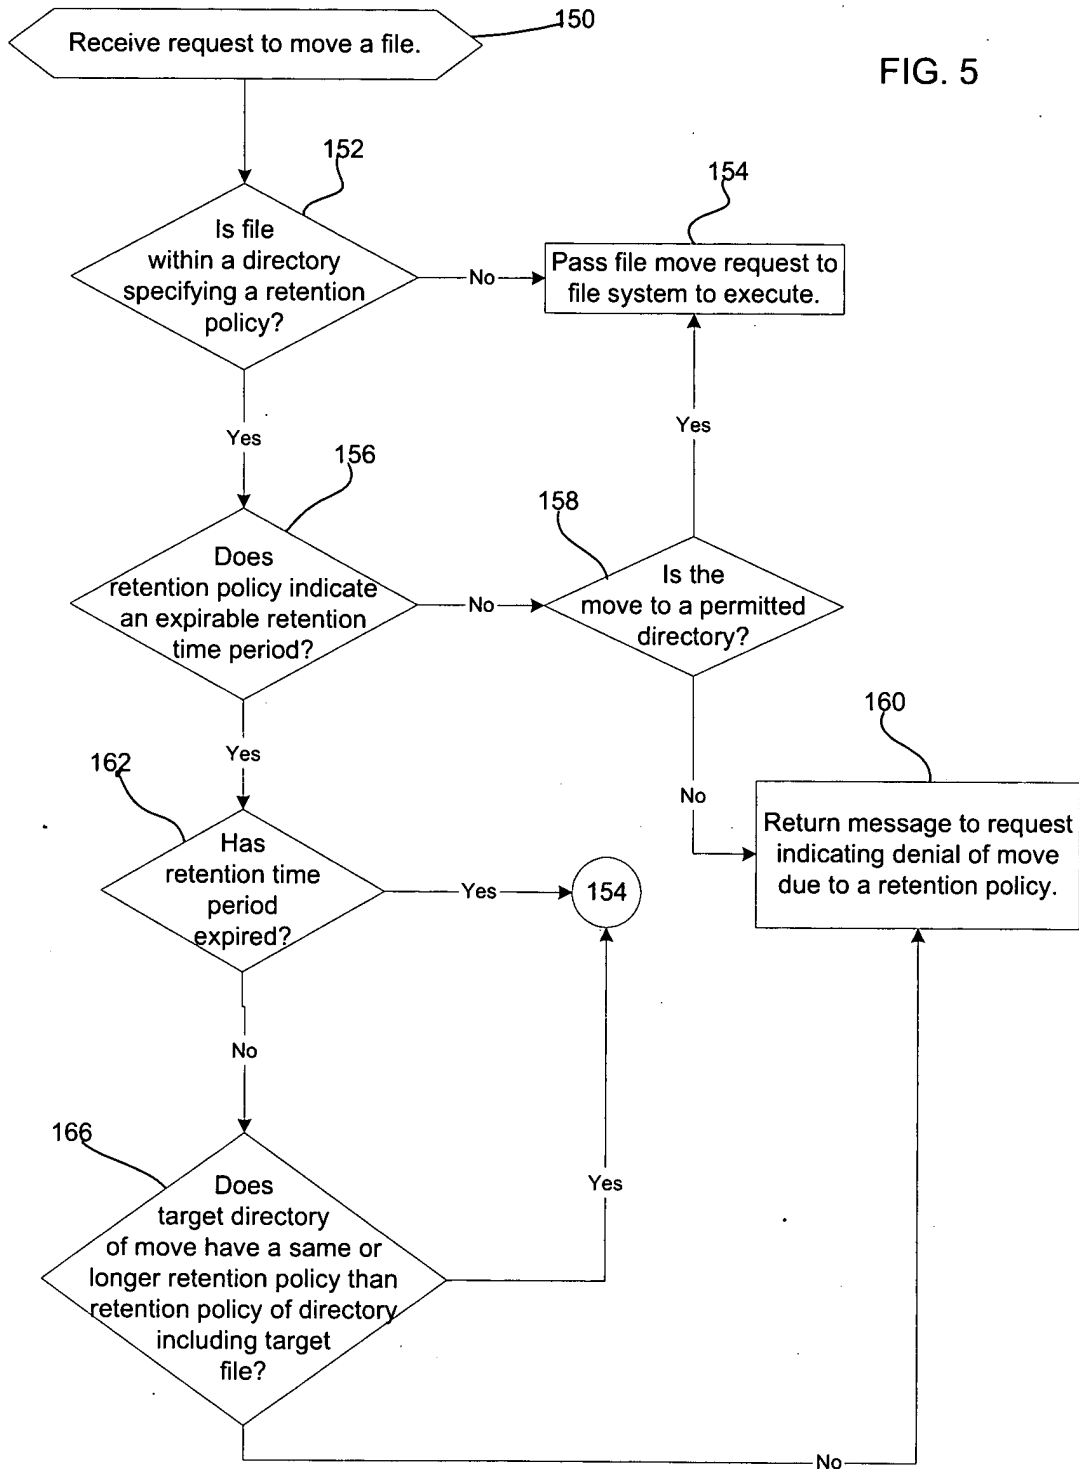 150
Receive request to move a file.
FIG. 5
152
Is file
within a directory
specifying a retention
policy?
No
154
Pass file move request to
file system to execute.
Yes
Yes
156
Does
retention policy indicate
an expirable retention
time period?
No
158
Is the
move to a permitted
directory?
Yes
No
160
Return message to request
indicating denial of move
due to a retention policy.
162
Has
retention time
period
expired?
Yes
154
No
166
Does
target directory
of move have a same or
longer retention policy than
retention policy of directory
including target
file?
Yes
No